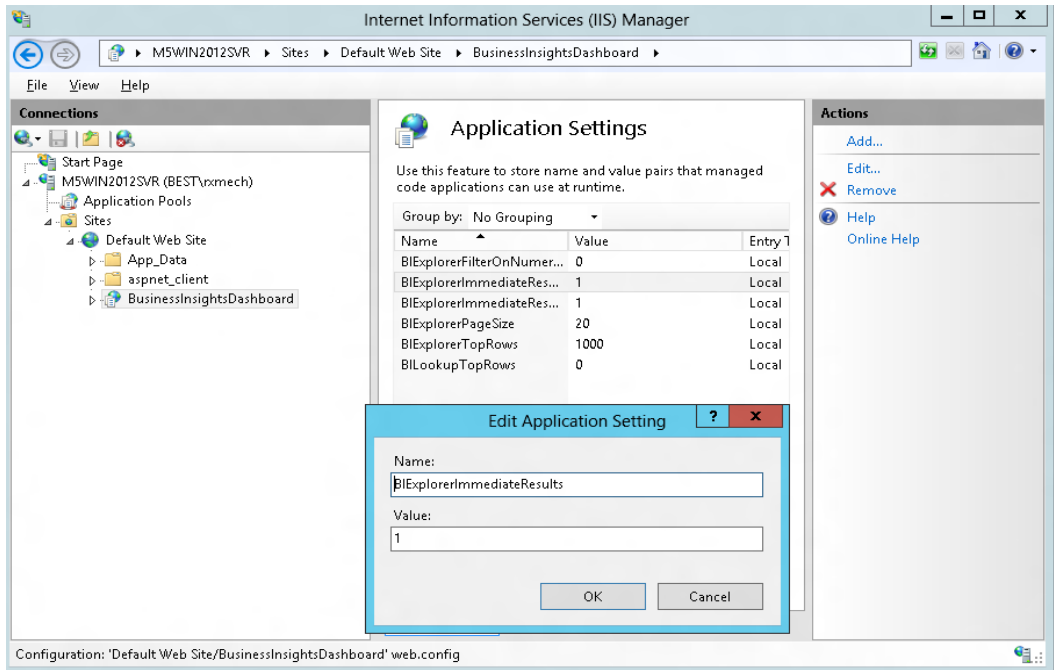 Internet Information Services (IIS) Manager
M5WIN2012SVR Sites Default Web Site BusinessInsightsDashboard
File View Help
Connections
Start Page
M5WIN2012SVR (BEST\rxmech)
Application Pools
Sites
Default Web Site
App_Data
aspnet_client
BusinessInsightsDashboard
Application Settings
Use this feature to store name and value pairs that managed
code applications can use at runtime.
Group by: No Grouping
Name Value Entry T
BIExplorerFilterOnNumer... 0 Local
BIExplorerImmediateRes... 1 Local
BIExplorerImmediateRes... 1 Local
BIExplorerPageSize 20 Local
BIExplorerTopRows 1000 Local
BILookupTopRows 0 Local
Actions
Add...
Edit...
Remove
Help
Online Help
Edit Application Setting ? x
Name:
BIExplorerImmediateResults
Value:
1
OK Cancel
Configuration: 'Default Web Site/BusinessInsightsDashboard' web.config